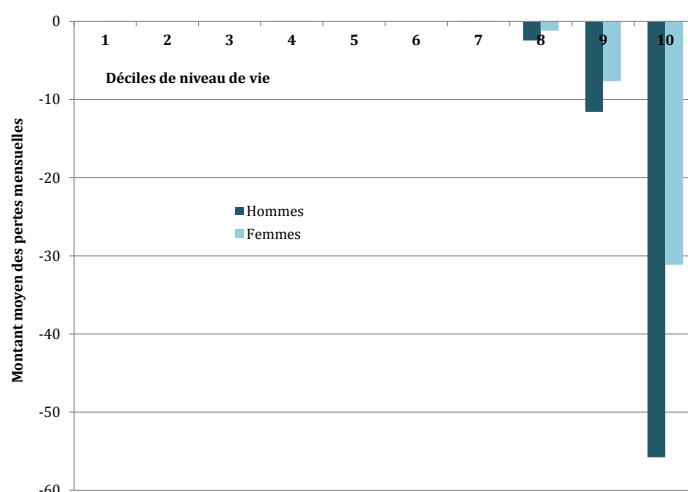 0
1 2 3 4 5 6 7 8 9 10
Déciles de niveau de vie
-10
-20
Hommes
Femmes
-30
-40
-50
-60
Montant moyen des pertes mensuelles